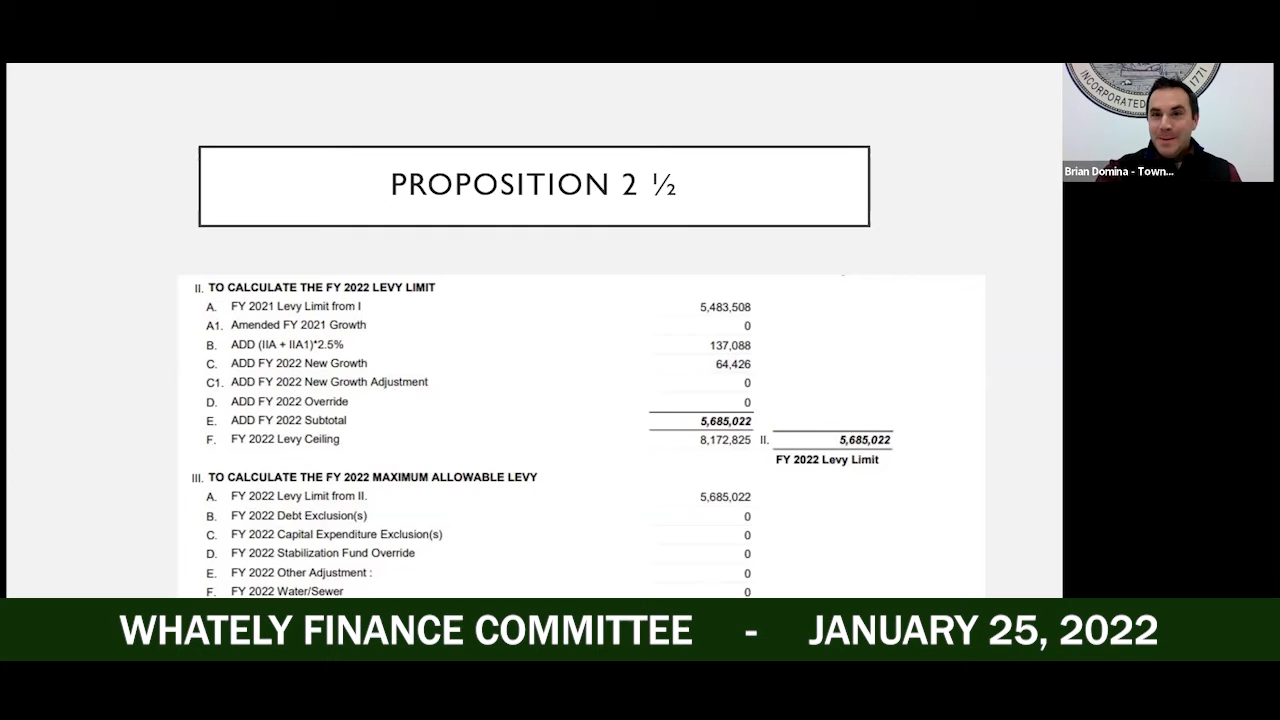 PROPOSITION 2 ½
INCORPORATED
1771
Brian Domina - Town...
II. TO CALCULATE THE FY 2022 LEVY LIMIT
A. FY 2021 Levy Limit from I 5,483,508
A1. Amended FY 2021 Growth 0
B. ADD (IIA + IIA1)*2.5% 137,088
C. ADD FY 2022 New Growth 64,426
C1. ADD FY 2022 New Growth Adjustment 0
D. ADD FY 2022 Override 0
E. ADD FY 2022 Subtotal 5,685,022
F. FY 2022 Levy Ceiling 8,172,825 II. 5,685,022
FY 2022 Levy Limit
III. TO CALCULATE THE FY 2022 MAXIMUM ALLOWABLE LEVY
A. FY 2022 Levy Limit from II. 5,685,022
B. FY 2022 Debt Exclusion(s) 0
C. FY 2022 Capital Expenditure Exclusion(s) 0
D. FY 2022 Stabilization Fund Override 0
E. FY 2022 Other Adjustment : 0
F. FY 2022 Water/Sewer 0
WHATELY FINANCE COMMITTEE - JANUARY 25, 2022